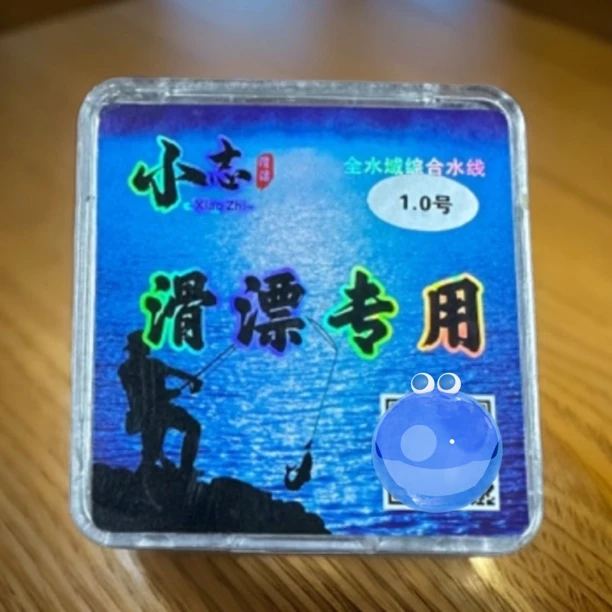 小志
Xiao Zhi
全水域综合水线
1.0号
滑漂专用